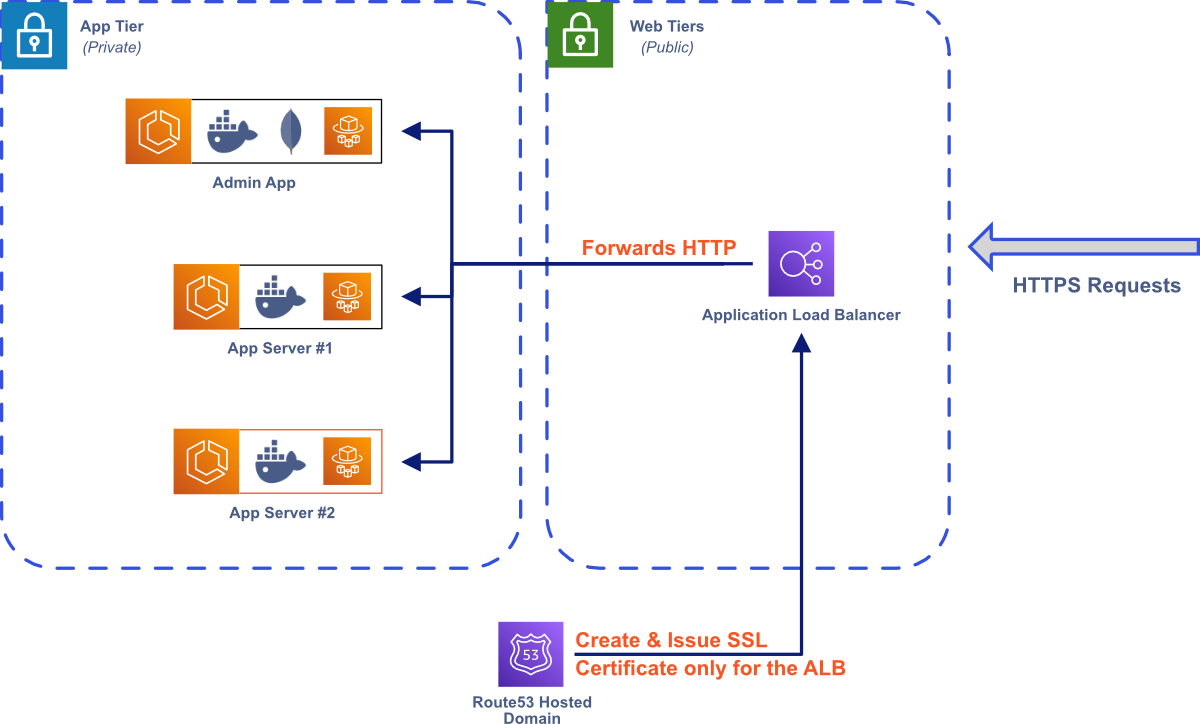 App Tier
(Private)
Web Tiers
(Public)
Admin App
Forwards HTTP
HTTPS Requests
Application Load Balancer
App Server #1
App Server #2
53
Create & Issue SSL
Certificate only for the ALB
Route53 Hosted
Domain